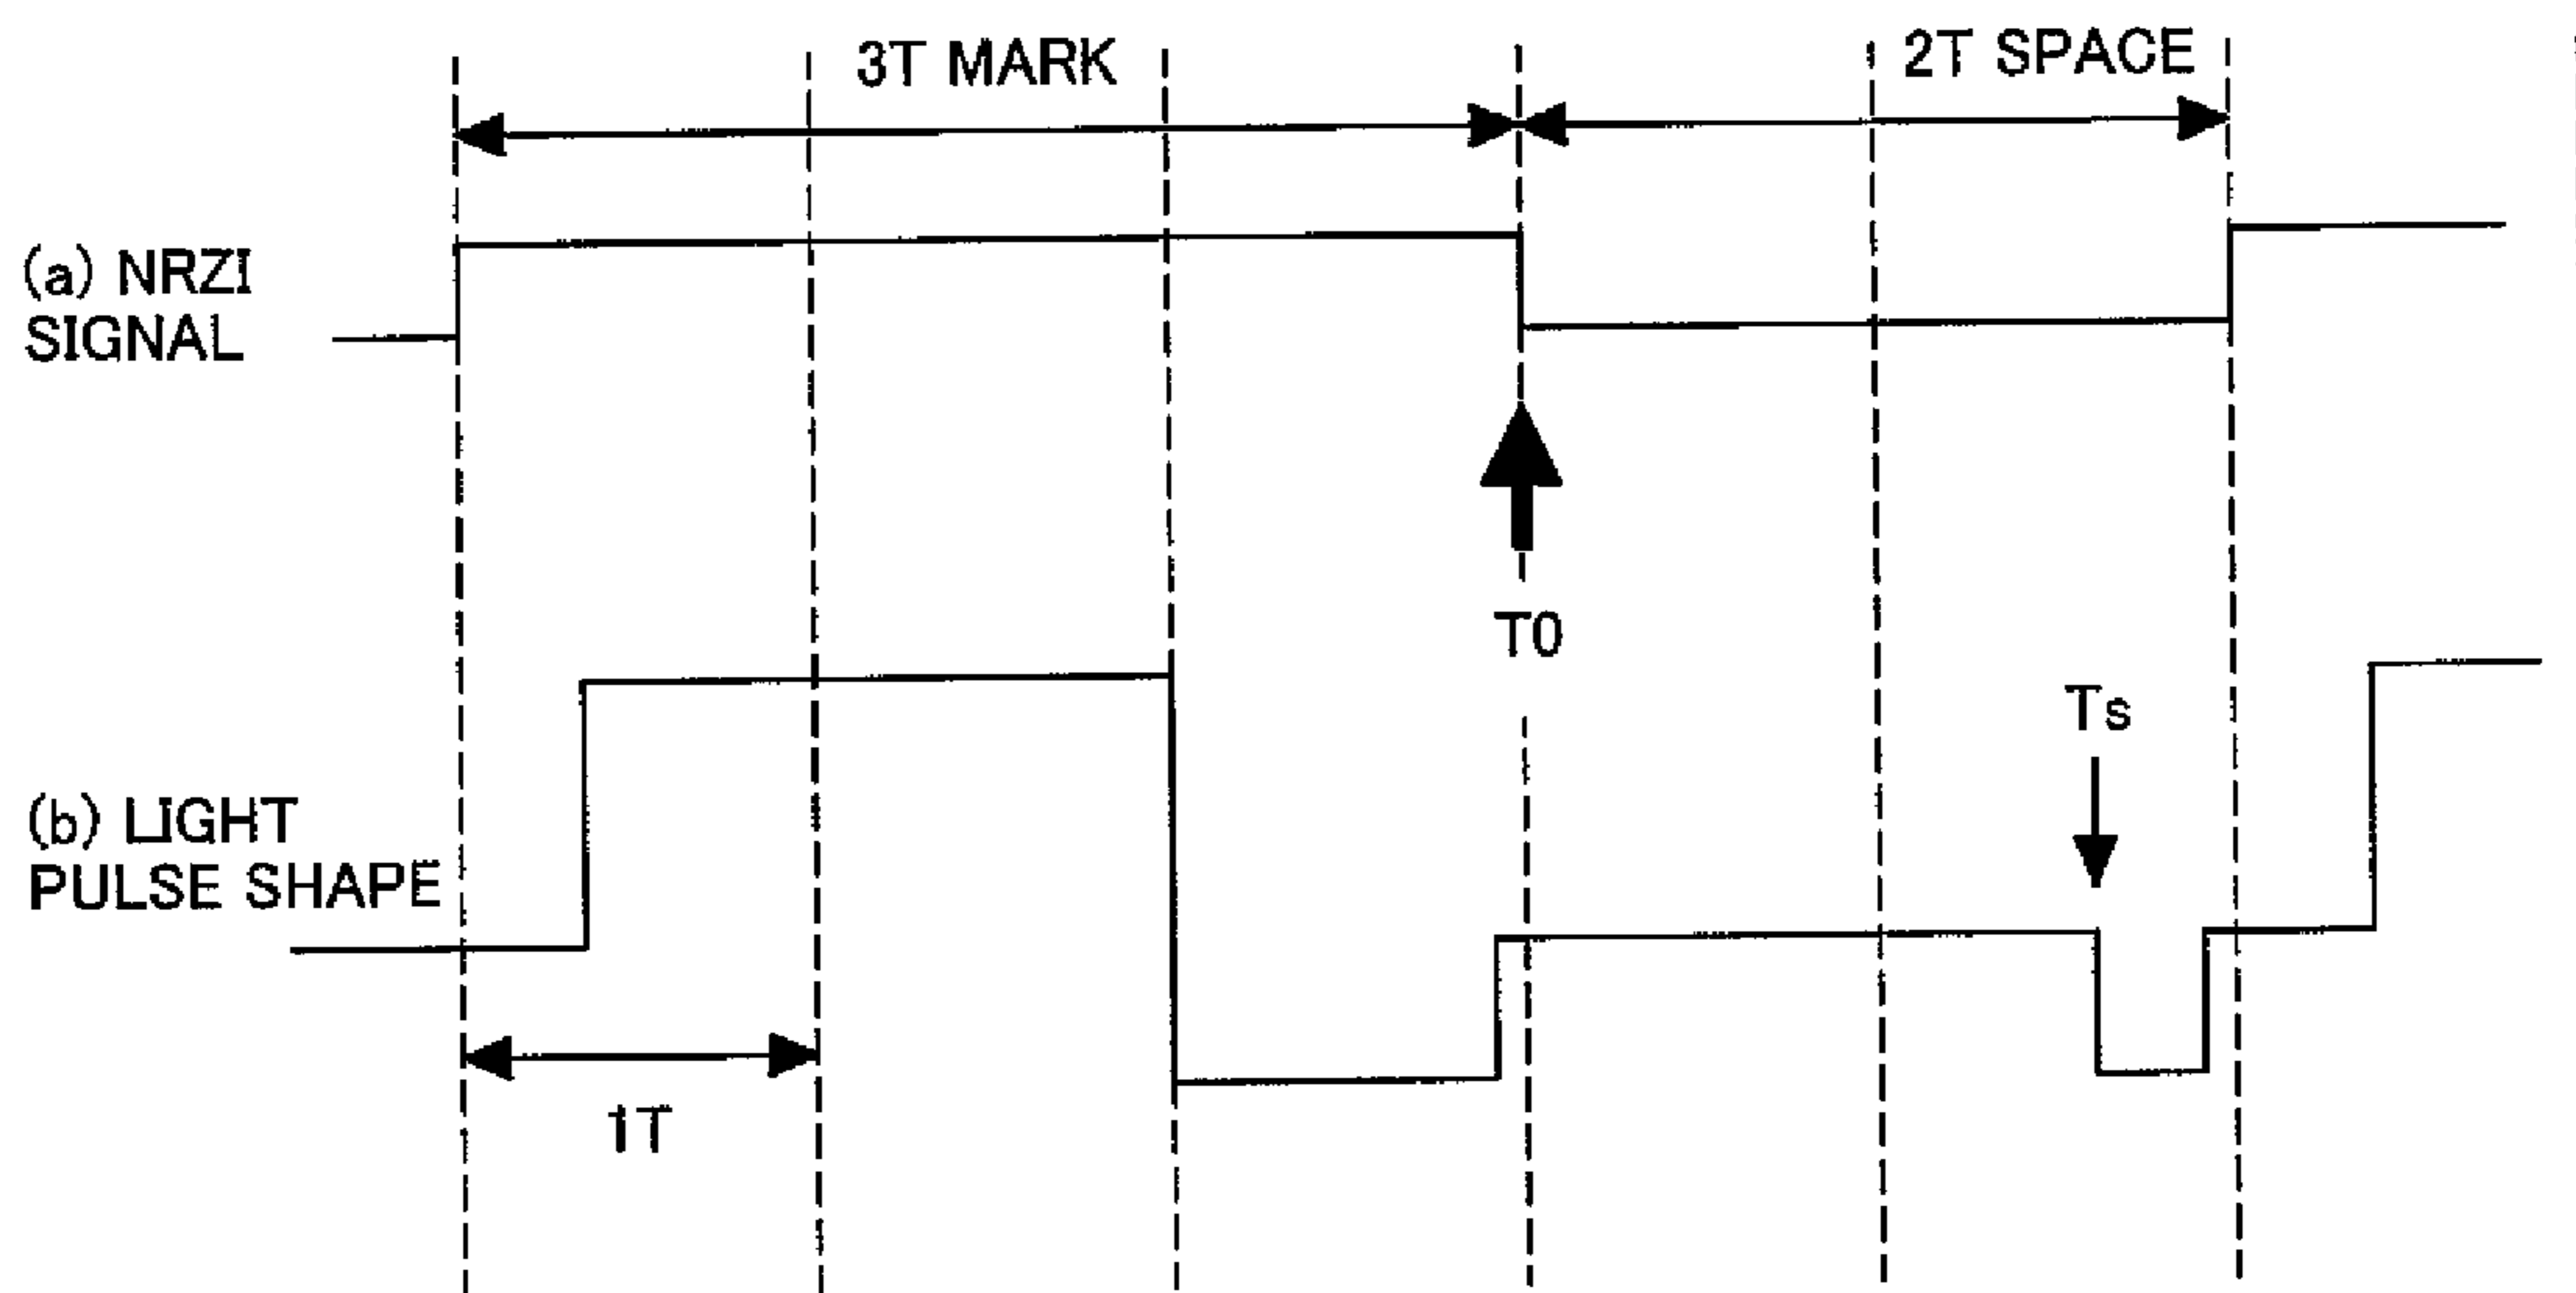 3T MARK
2T SPACE
(a) NRZI
SIGNAL
T0
Ts
(b) LIGHT
PULSE SHAPE
1T